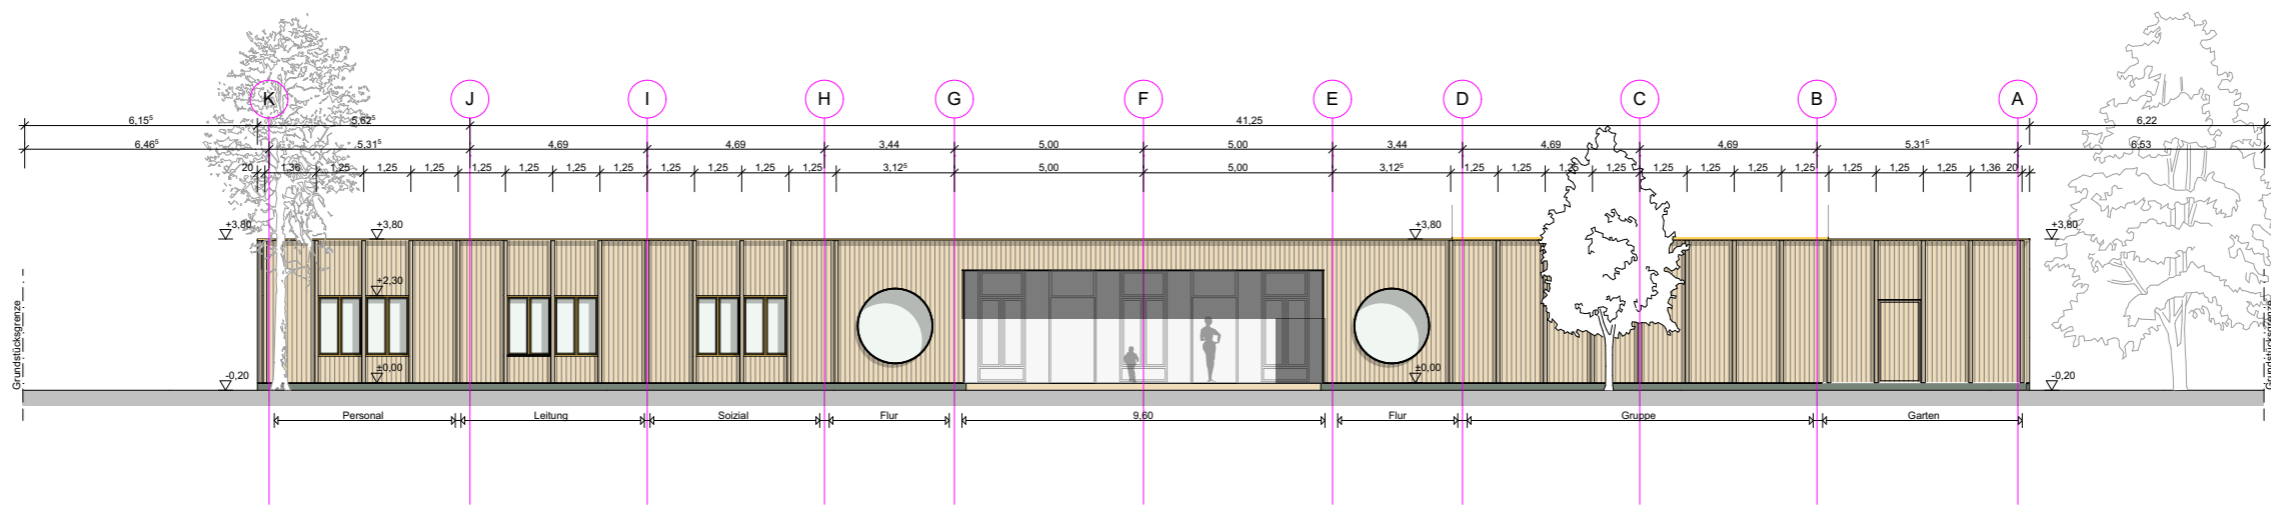 K J I H G F E D C B A
6,15⁵ 5,62⁵ 41,25 6,22
6,46⁵ 5,31⁵ 4,69 4,69 3,44 5,00 5,00 3,44 4,69 4,69 5,31⁵ 6,53
20 1,36 1,25 1,25 1,25 1,25 1,25 1,25 1,25 1,25 1,25 1,25 1,25 3,12⁵ 5,00 5,00 3,12⁵ 1,25 1,25 1,25 1,25 1,25 1,25 1,25 1,25 1,25 1,25 1,25 1,36 20
+3,80 +3,80 +3,80 +3,80
+2,30
±0,00 ±0,00
-0,20 -0,20
Grundstücksgrenze Grundstücksgrenze
Personal Leitung Soizial Flur 9,60 Flur Gruppe Garten